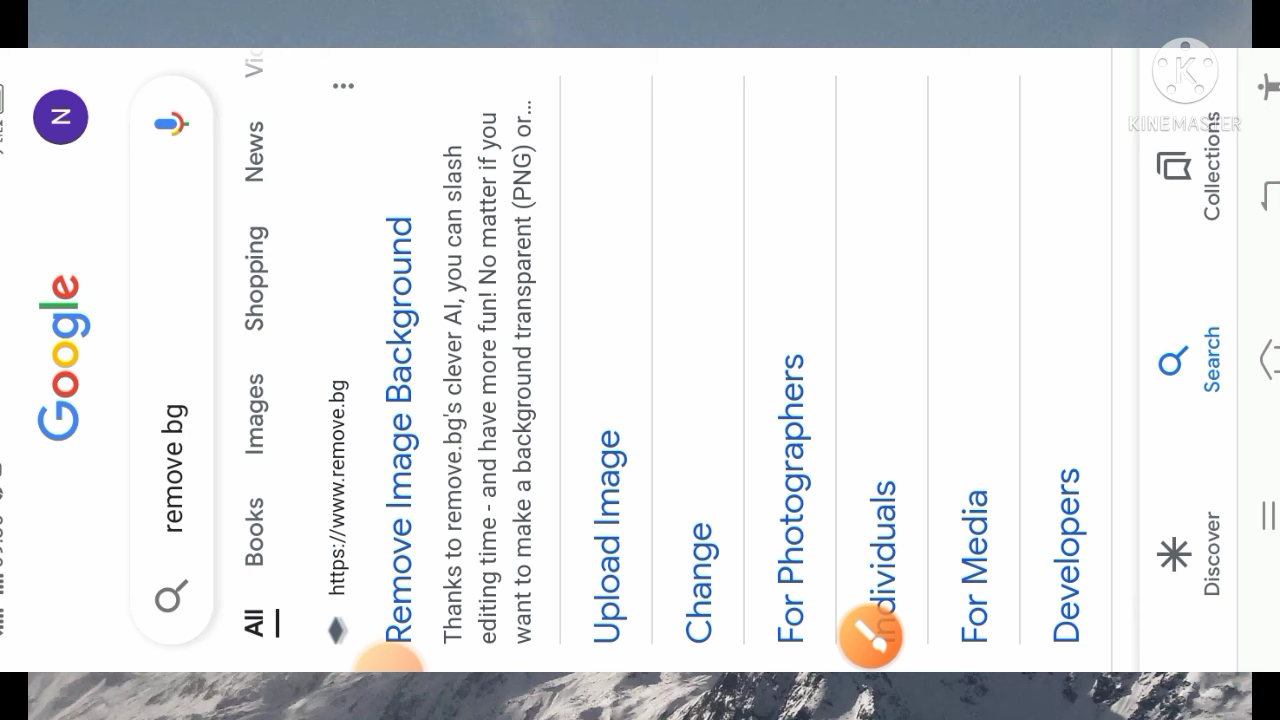 N
Google
remove bg
All Books Images Shopping News
https://www.remove.bg
Remove Image Background
Thanks to remove.bg's clever AI, you can slash
editing time - and have more fun! No matter if you
want to make a background transparent (PNG) or...
Upload Image
Change
For Photographers
Individuals
For Media
Developers
Discover Search Collections
K
KINEMASTER